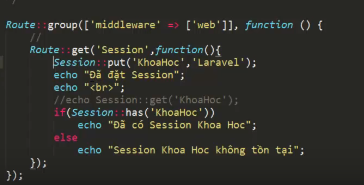 Route::group(['middleware' => ['web']], function () {
//
Route::get('Session',function(){
Session::put('KhoaHoc','Laravel');
echo "Đã đặt Session";
echo "<br>";
//echo Session::get('KhoaHoc');
if(Session::has('KhoaHoc'))
echo "Đã có Session Khoa Hoc";
else
echo "Session Khoa Hoc không tồn tại";
});
});